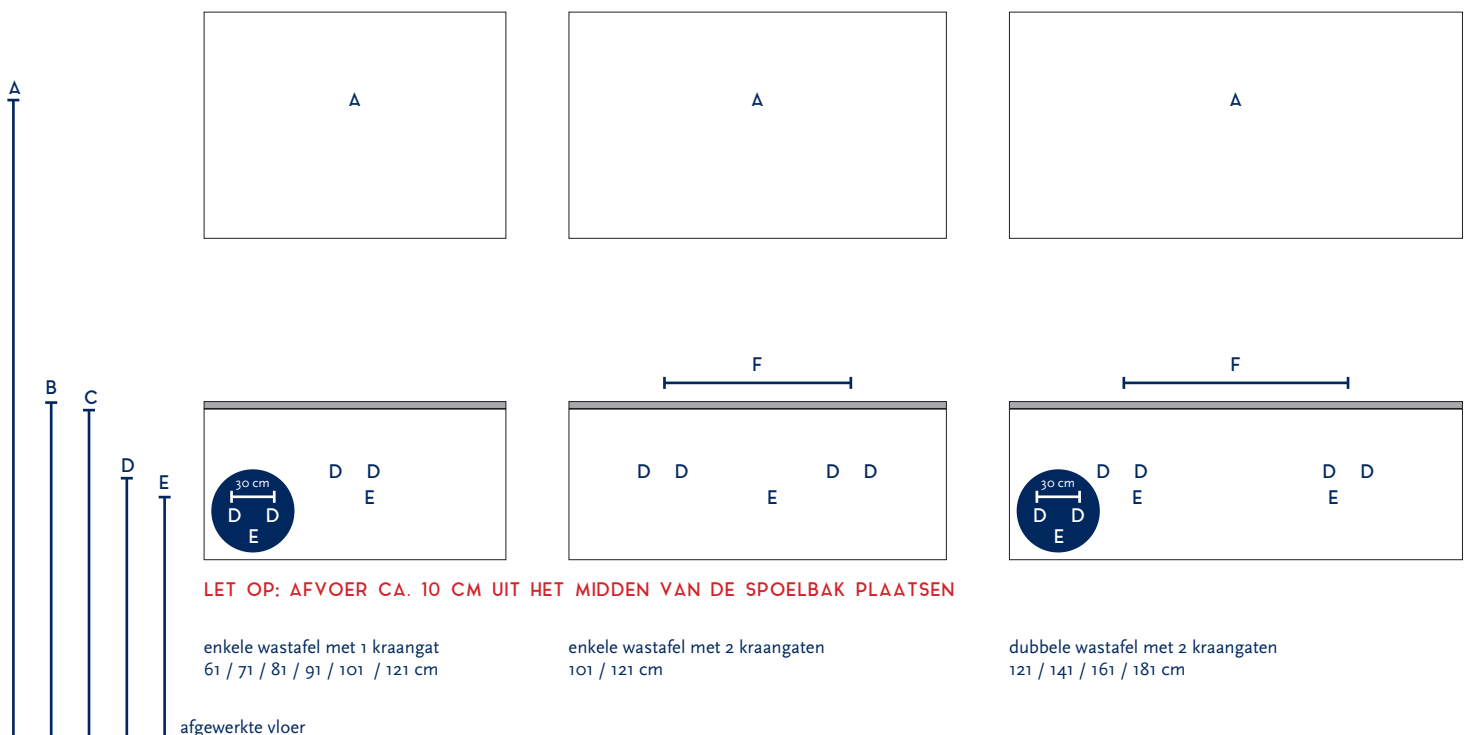 A
A
A
A
F
F
B
C
D
E
D D
E
30 cm
D D
E
D D
D D
E
D D
E
D D
E
30 cm
D D
E
LET OP: AFVOER CA. 10 CM UIT HET MIDDEN VAN DE SPOELBAK PLAATSEN
enkele wastafel met 1 kraangat
61 / 71 / 81 / 91 / 101 / 121 cm
enkele wastafel met 2 kraangaten
101 / 121 cm
dubbele wastafel met 2 kraangaten
121 / 141 / 161 / 181 cm
afgewerkte vloer